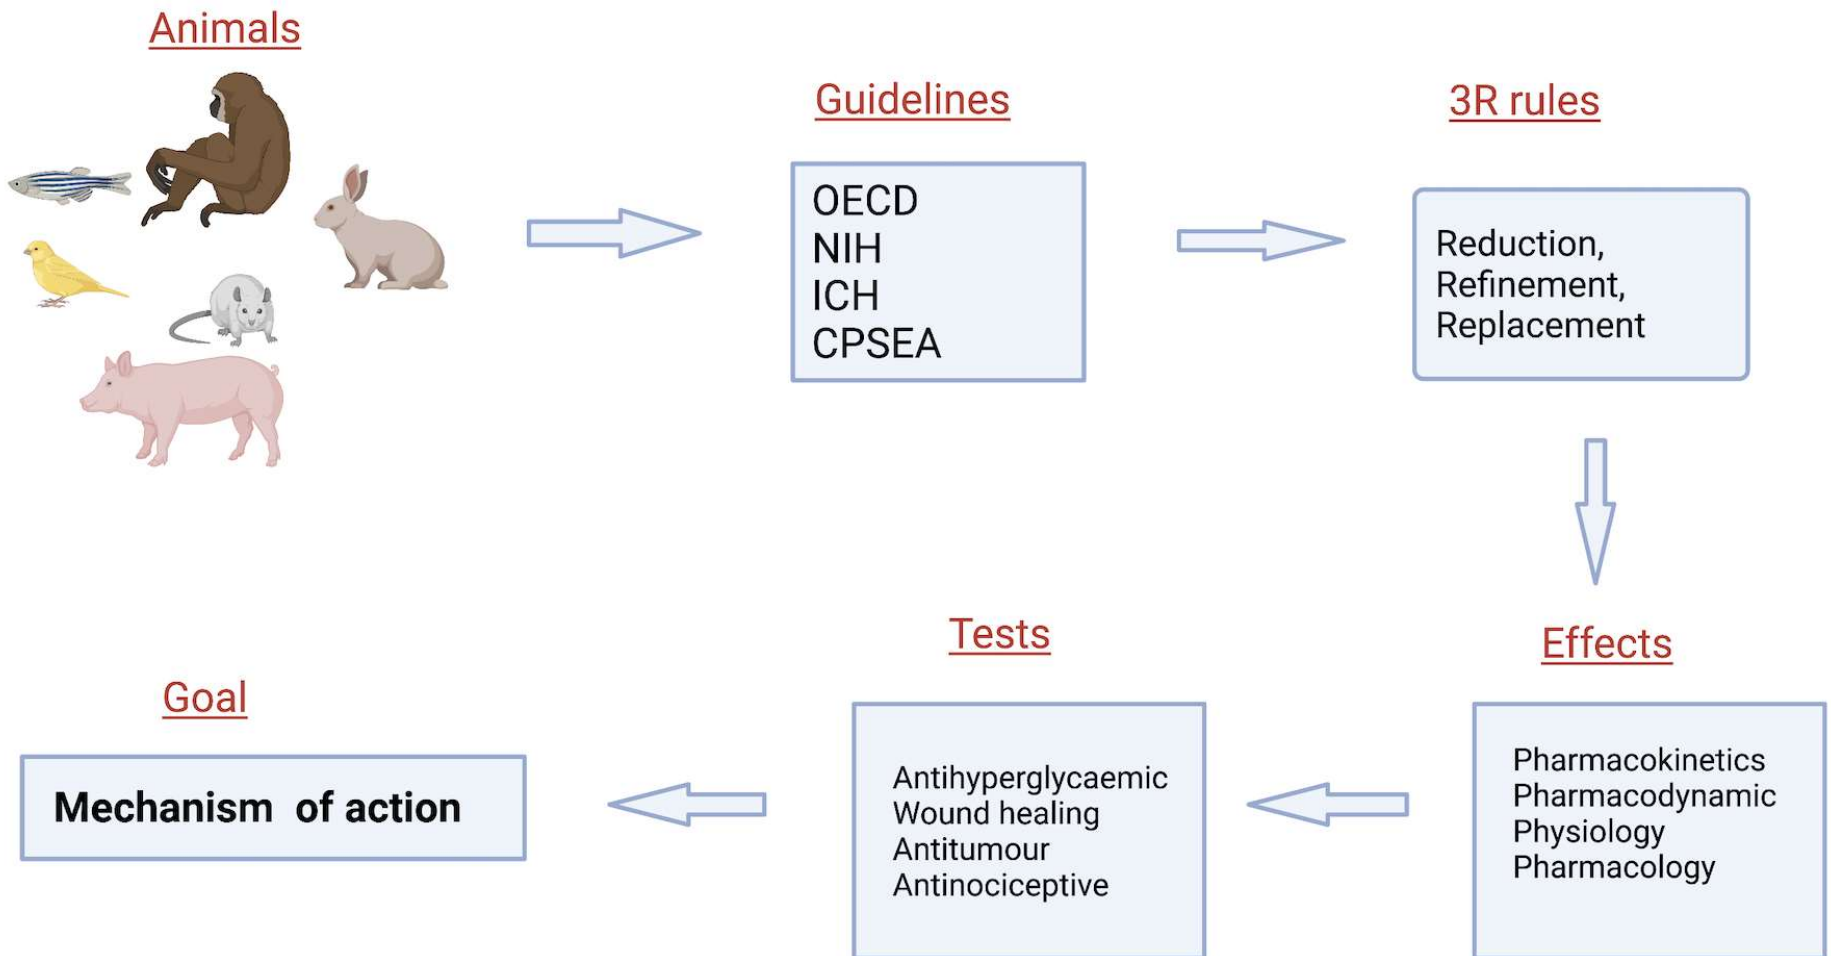 Animals
Guidelines
OECD
NIH
ICH
CPSEA
3R rules
Reduction,
Refinement,
Replacement
Effects
Pharmacokinetics
Pharmacodynamic
Physiology
Pharmacology
Tests
Antihyperglycaemic
Wound healing
Antitumour
Antinociceptive
Goal
Mechanism of action